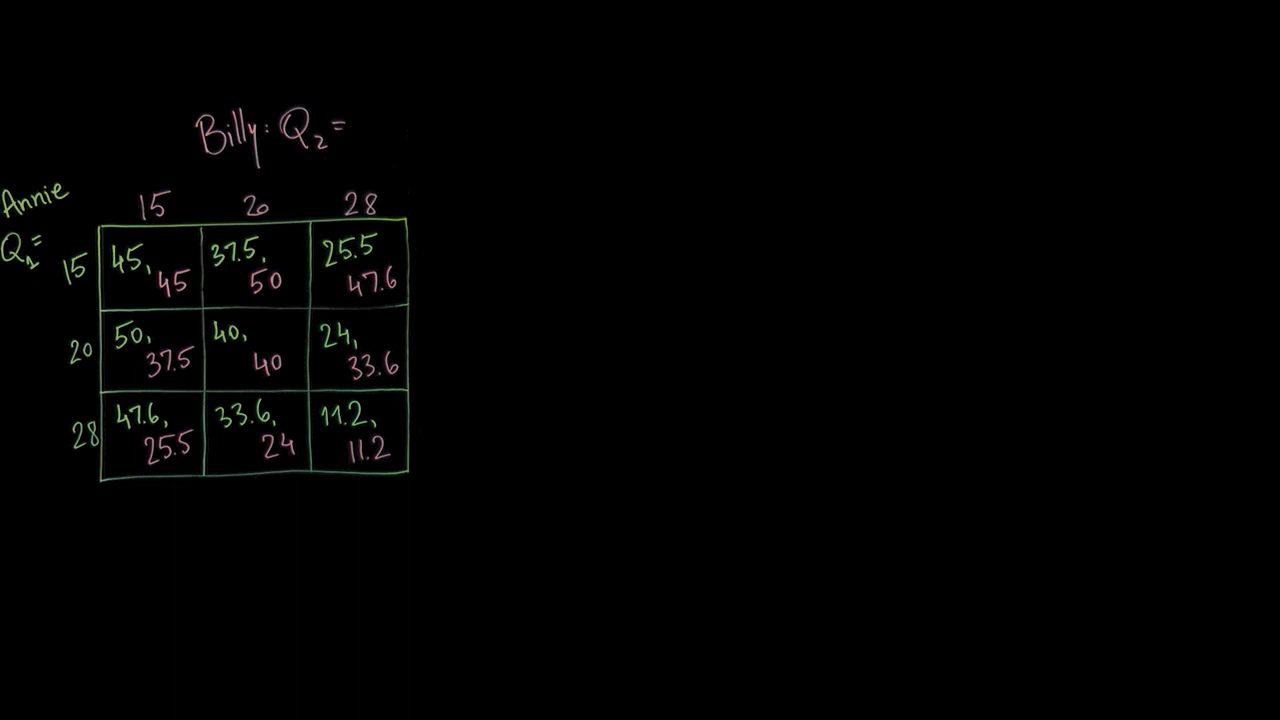 Billy: Q₂=
Annie
15 20 28
Q₁=
15 45, 37.5, 25.5
45 50 47.6
20 50, 40, 24,
37.5 40 33.6
28 47.6, 33.6, 11.2,
25.5 24 11.2